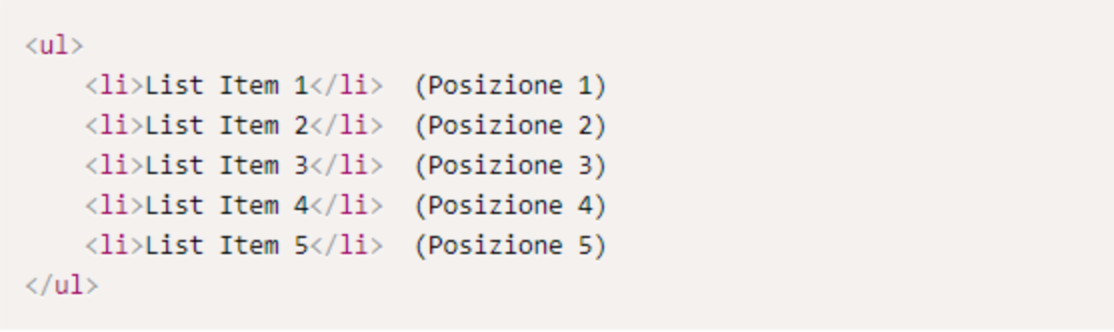 <ul>
<li>List Item 1</li> (Posizione 1)
<li>List Item 2</li> (Posizione 2)
<li>List Item 3</li> (Posizione 3)
<li>List Item 4</li> (Posizione 4)
<li>List Item 5</li> (Posizione 5)
</ul>